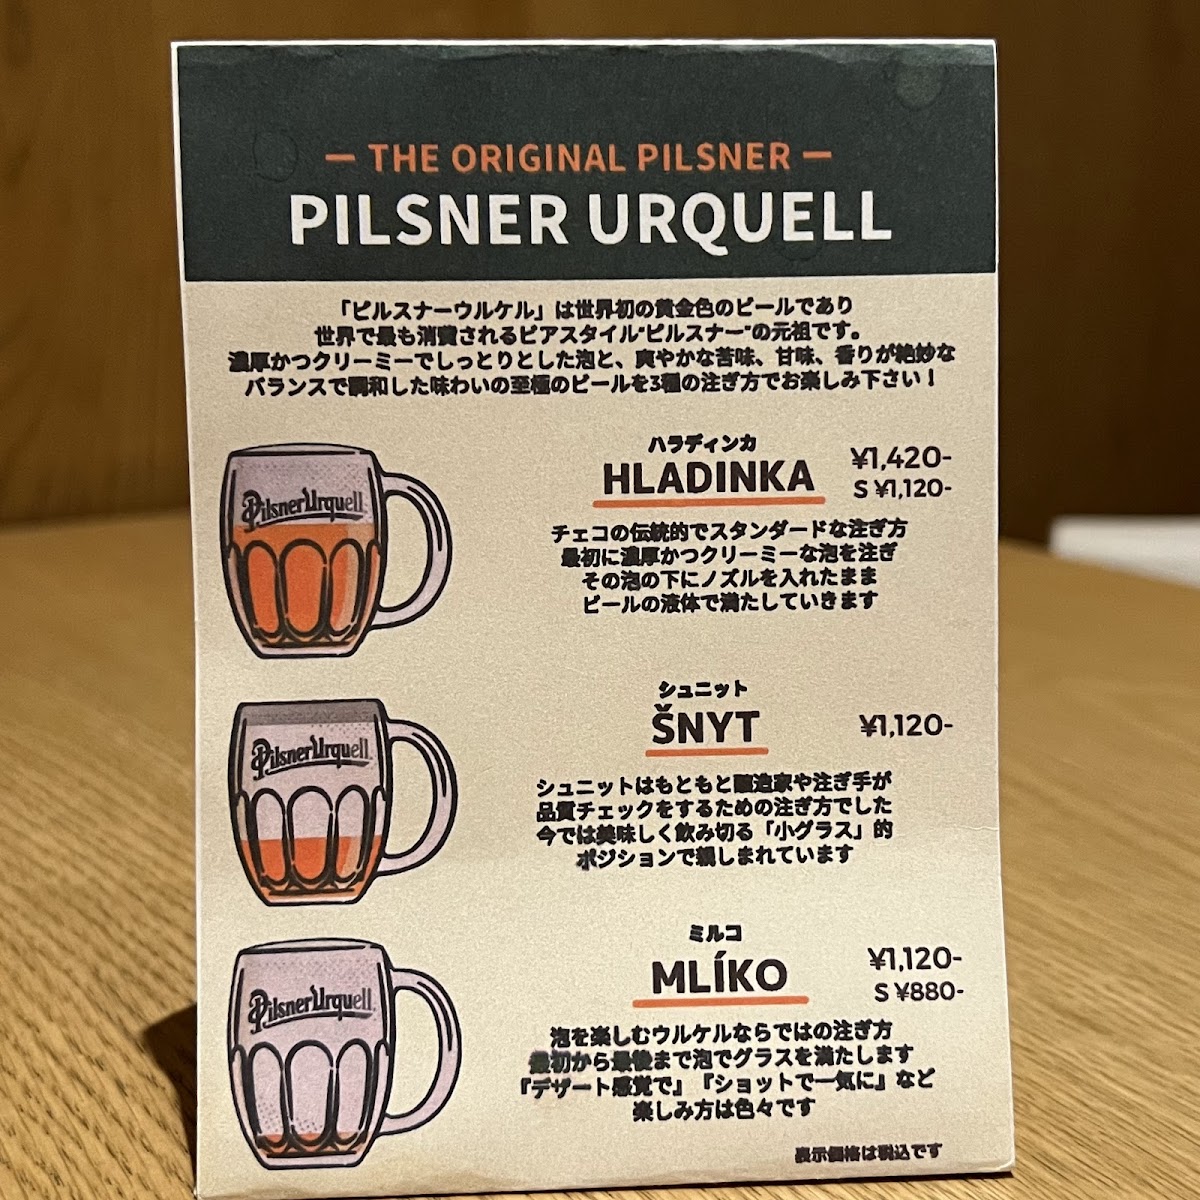 — THE ORIGINAL PILSNER —
PILSNER URQUELL
「ピルスナーウルケル」は世界初の黄金色のビールであり
世界で最も消費されるビアスタイル"ピルスナー"の元祖です。
濃厚かつクリーミーでしっとりとした泡と、爽やかな苦味、甘味、香りが絶妙な
バランスで調和した味わいの至極のビールを3種の注ぎ方でお楽しみ下さい！
Pilsner Urquell
ハラディンカ
HLADINKA
¥1,420-
S ¥1,120-
チェコの伝統的でスタンダードな注ぎ方
最初に濃厚かつクリーミーな泡を注ぎ
その泡の下にノズルを入れたまま
ビールの液体で満たしていきます
Pilsner Urquell
シュニット
ŠNYT
¥1,120-
シュニットはもともと醸造家や注ぎ手が
品質チェックをするための注ぎ方でした
今では美味しく飲み切る「小グラス」的
ポジションで親しまれています
Pilsner Urquell
ミルコ
MLÍKO
¥1,120-
S ¥880-
泡を楽しむウルケルならではの注ぎ方
最初から最後まで泡でグラスを満たします
『デザート感覚で』『ショットで一気に』など
楽しみ方は色々です
表示価格は税込です